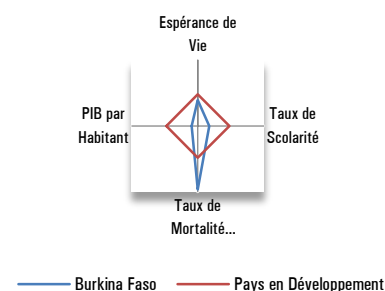 Espérance de
Vie
PIB par
Habitant
Taux de
Scolarité
Taux de
Mortalité...
Burkina Faso
Pays en Développement